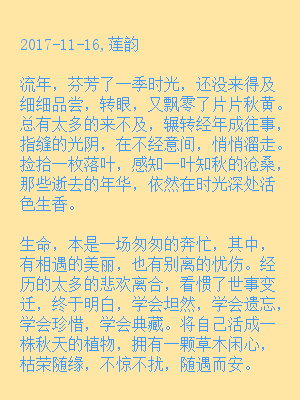 2017-11-16,莲韵
流年，芬芳了一季时光，还没来得及
细细品尝，转眼，又飘零了片片秋黄。
总有太多的来不及，辗转经年成往事，
指缝的光阴，在不经意间，悄悄溜走。
捡拾一枚落叶，感知一叶知秋的沧桑，
那些逝去的年华，依然在时光深处活
色生香。
生命，本是一场匆匆的奔忙，其中，
有相遇的美丽，也有别离的忧伤。经
历的太多的悲欢离合，看惯了世事变
迁，终于明白，学会坦然，学会遗忘，
学会珍惜，学会典藏。将自己活成一
株秋天的植物，拥有一颗草木闲心，
枯荣随缘，不惊不扰，随遇而安。